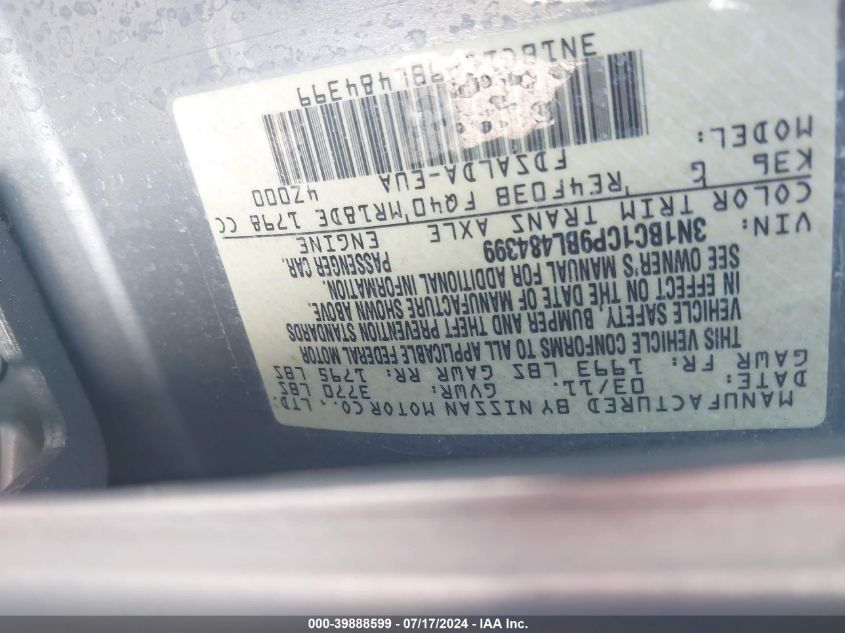 MANUFACTURED BY NISSAN MOTOR CO., LTD.
DATE: 03/11 GVWR: 3770 LBS
GAWR FR: 1993 LBS GAWR RR: 1795 LBS
THIS VEHICLE CONFORMS TO ALL APPLICABLE FEDERAL MOTOR
VEHICLE SAFETY, BUMPER AND THEFT PREVENTION STANDARDS
IN EFFECT ON THE DATE OF MANUFACTURE SHOWN ABOVE.
SEE OWNER'S MANUAL FOR ADDITIONAL INFORMATION.
VIN: 3N1BC1CP9BL484399 PASSENGER CAR.
COLOR TRIM TRANS AXLE ENGINE
K36 G RE4F03B FQ40 MR18DE 1798 CC
MODEL: FDZALDA-EUA 4Z000
000-39888599 / 07/17/2024 - IAA Inc.